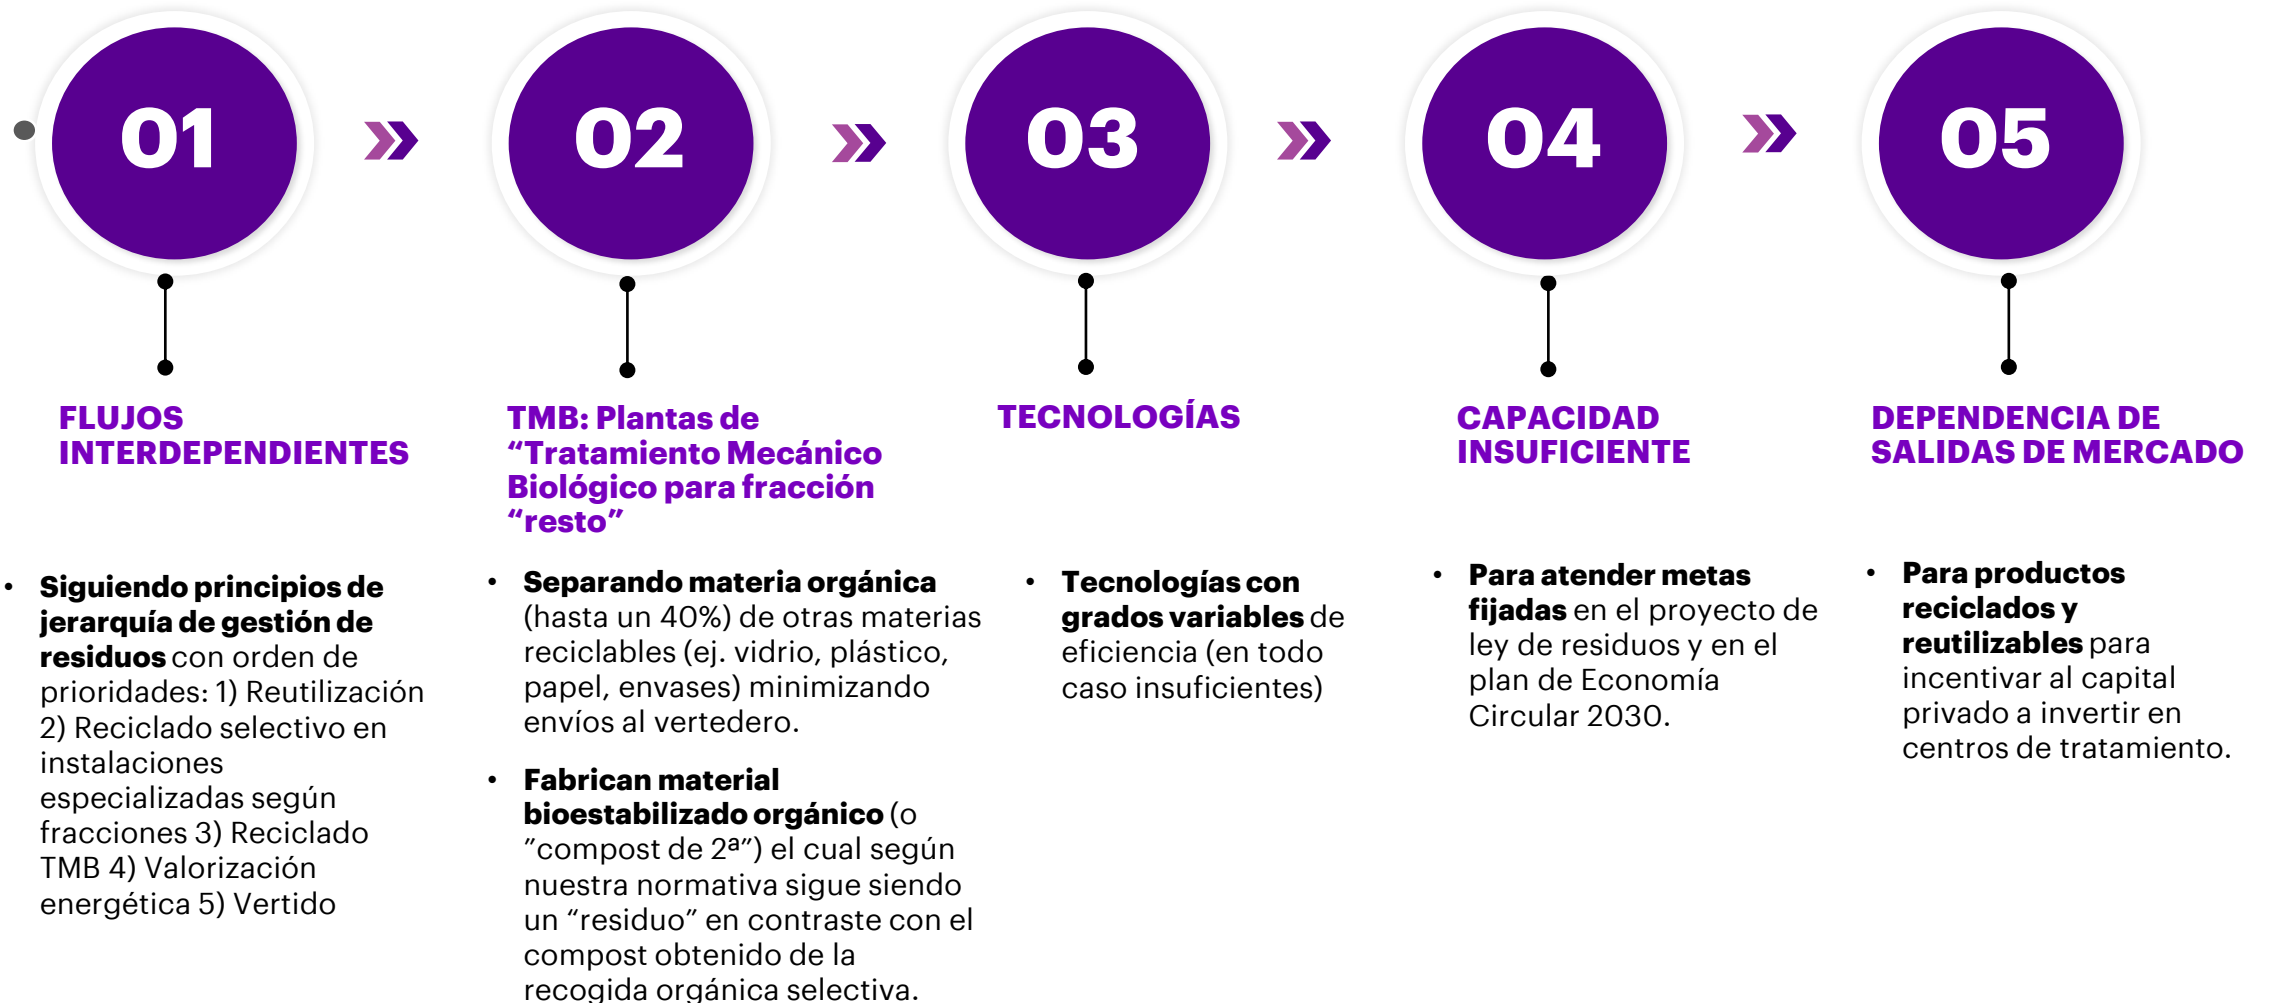 01
FLUJOS
INTERDEPENDIENTES
• Siguiendo principios de
jerarquía de gestión de
residuos con orden de
prioridades: 1) Reutilización
2) Reciclado selectivo en
instalaciones
especializadas según
fracciones 3) Reciclado
TMB 4) Valorización
energética 5) Vertido
02
TMB: Plantas de
“Tratamiento Mecánico
Biológico para fracción
“resto”
• Separando materia orgánica
(hasta un 40%) de otras materias
reciclables (ej. vidrio, plástico,
papel, envases) minimizando
envíos al vertedero.
• Fabrican material
bioestabilizado orgánico (o
”compost de 2ª”) el cual según
nuestra normativa sigue siendo
un “residuo” en contraste con el
compost obtenido de la
recogida orgánica selectiva.
03
TECNOLOGÍAS
• Tecnologías con
grados variables de
eficiencia (en todo
caso insuficientes)
04
CAPACIDAD
INSUFICIENTE
• Para atender metas
fijadas en el proyecto de
ley de residuos y en el
plan de Economía
Circular 2030.
05
DEPENDENCIA DE
SALIDAS DE MERCADO
• Para productos
reciclados y
reutilizables para
incentivar al capital
privado a invertir en
centros de tratamiento.